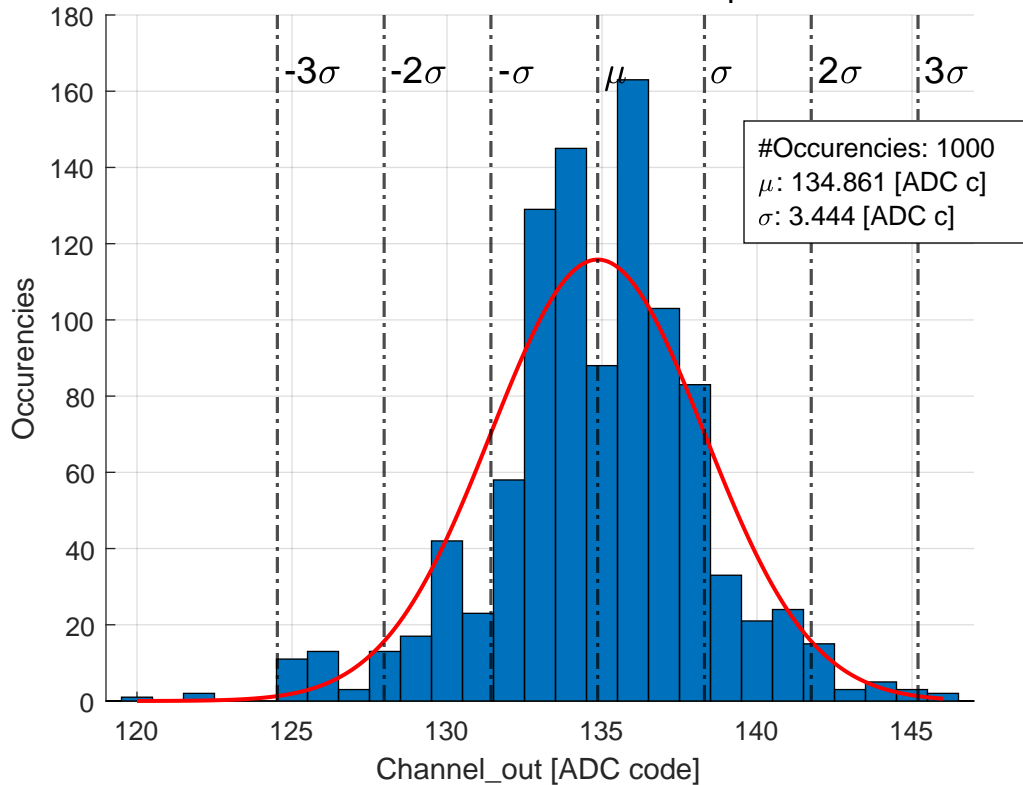 180
160
140
120
100
80
60
40
20
0
Occurencies
-3σ
-2σ
-σ
μ
σ
2σ
3σ
#Occurencies: 1000
μ: 134.861 [ADC c]
σ: 3.444 [ADC c]
120
125
130
135
140
145
Channel_out [ADC code]